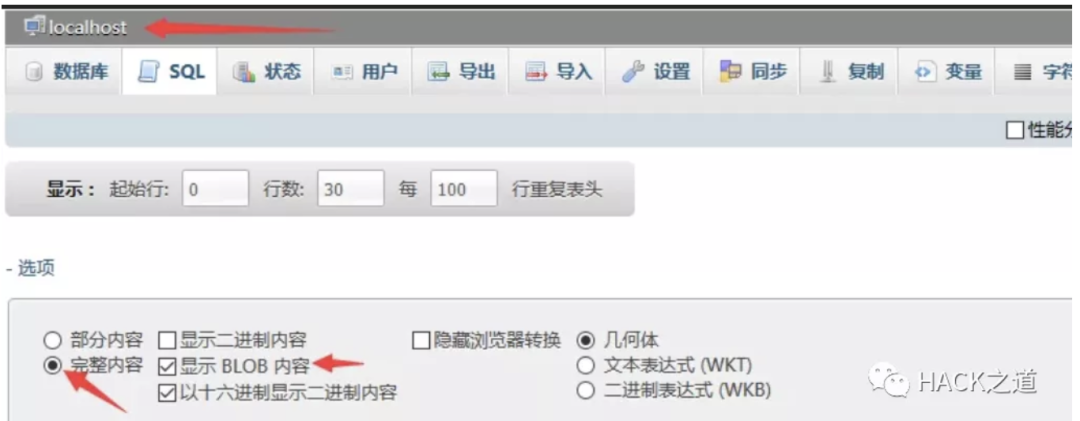 localhost
数据库 SQL 状态 用户 导出 导入 设置 同步 复制 变量
性能
显示： 起始行: 0 行数: 30 每 100 行重复表头
- 选项
部分内容 显示二进制内容 隐藏浏览器转换 几何体
完整内容 显示 BLOB 内容 文本表达式 (WKT)
以十六进制显示二进制内容 二进制表达式 (WKB)
HACK之道